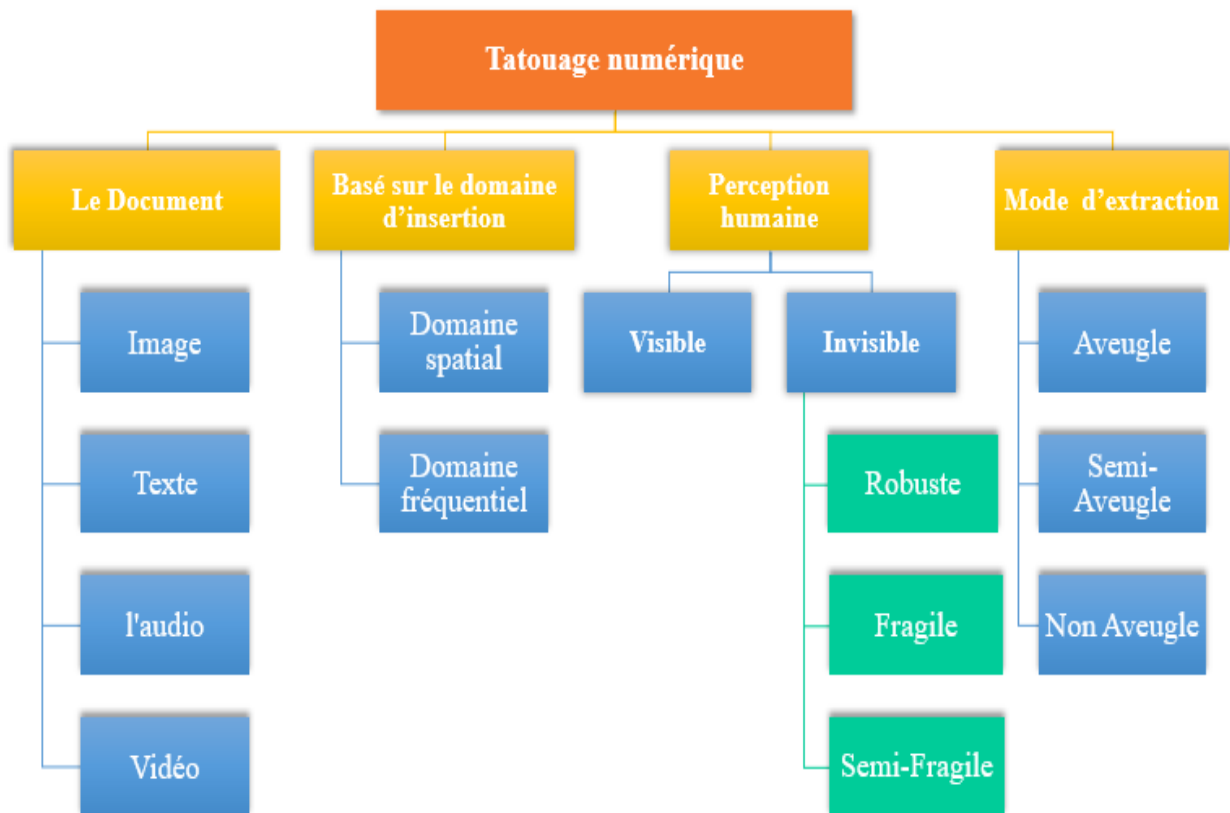 Tatouage numérique
Le Document
Basé sur le domaine
d’insertion
Perception
humaine
Mode d’extraction
Image
Texte
l'audio
Vidéo
Domaine
spatial
Domaine
fréquentiel
Visible
Invisible
Robuste
Fragile
Semi-Fragile
Aveugle
Semi-
Aveugle
Non Aveugle